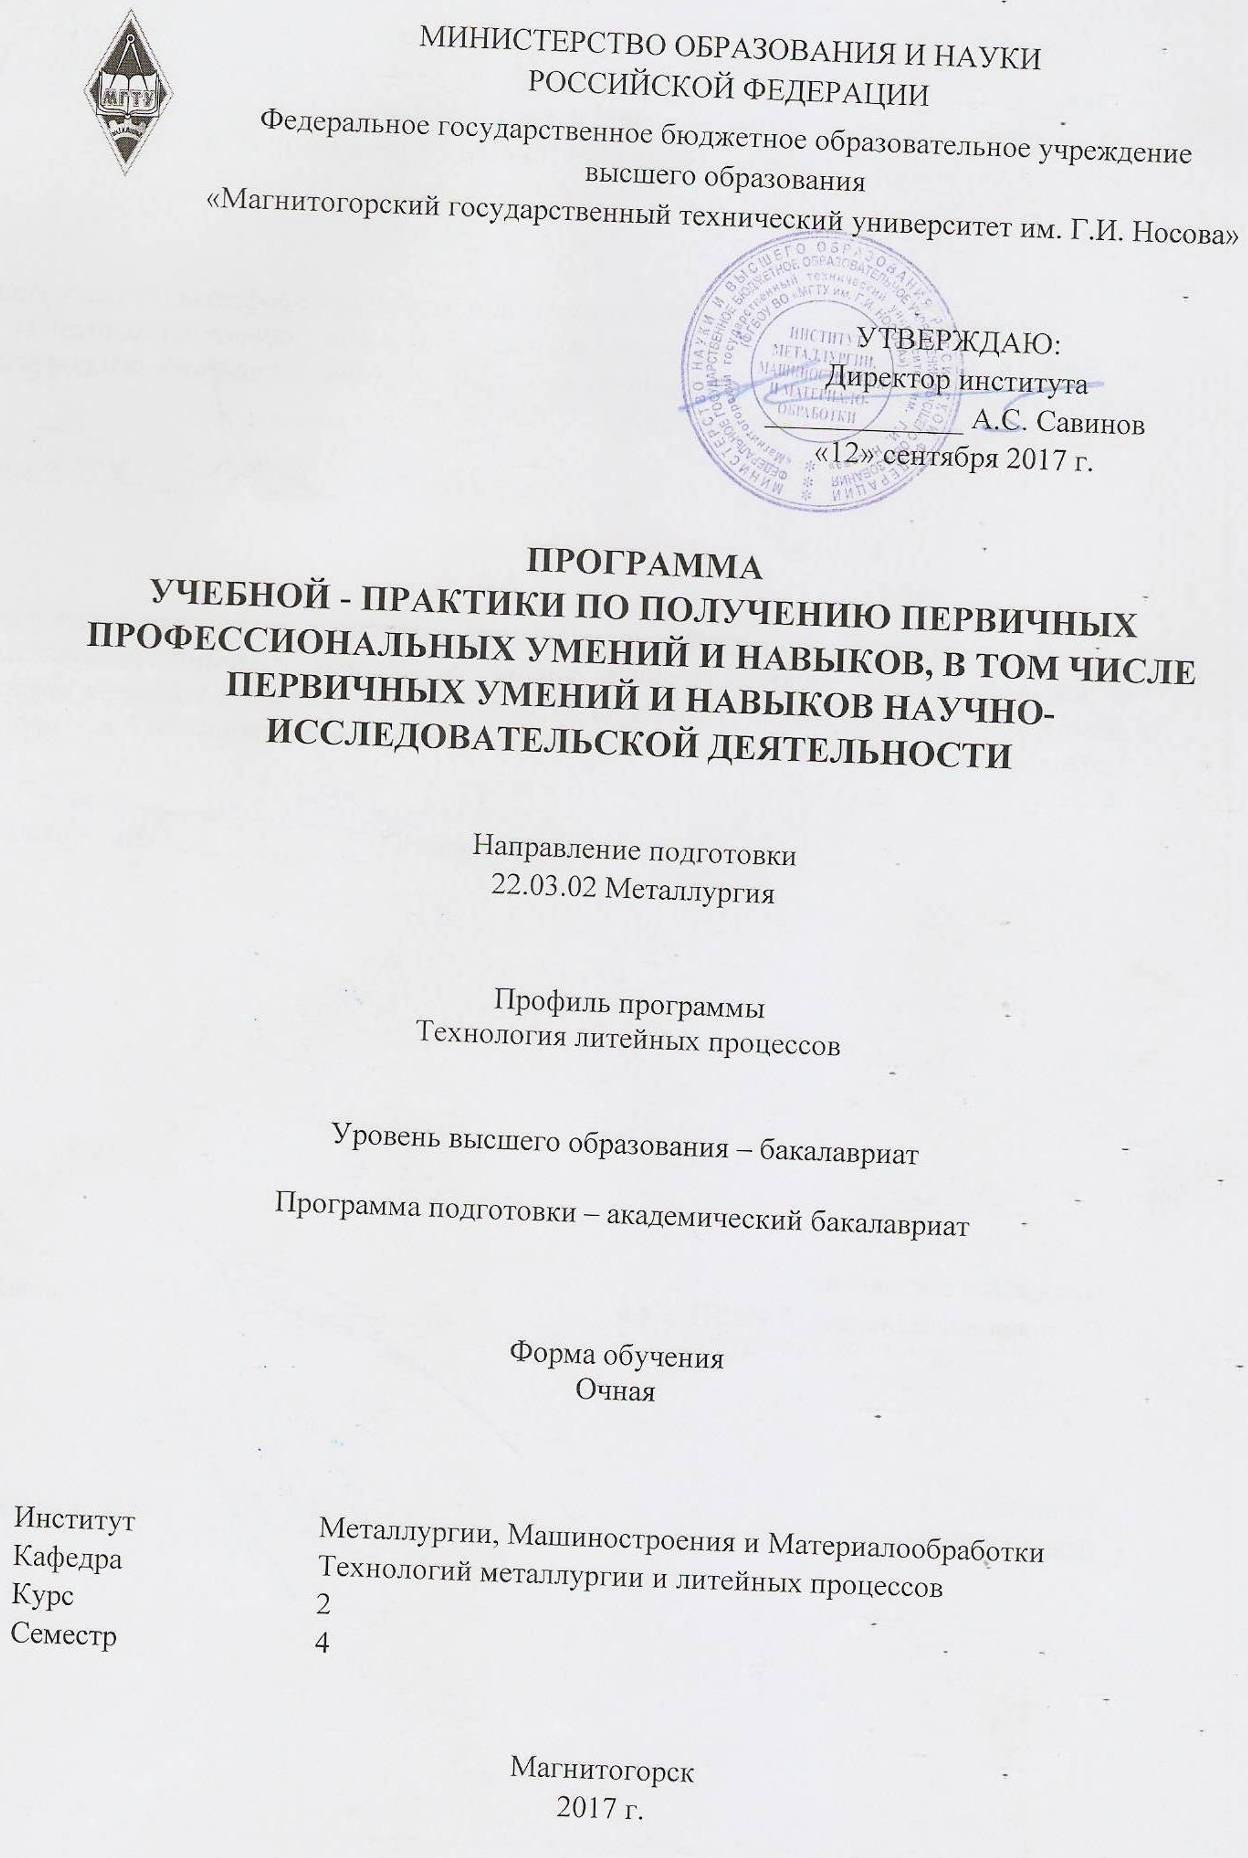 МГТУ
МИНИСТЕРСТВО ОБРАЗОВАНИЯ И НАУКИ
РОССИЙСКОЙ ФЕДЕРАЦИИ
Федеральное государственное бюджетное образовательное учреждение
высшего образования
«Магнитогорский государственный технический университет им. Г.И. Носова»
УТВЕРЖДАЮ:
Директор института
А.С. Савинов
«12» сентября 2017 г.
ПРОГРАММА
УЧЕБНОЙ - ПРАКТИКИ ПО ПОЛУЧЕНИЮ ПЕРВИЧНЫХ
ПРОФЕССИОНАЛЬНЫХ УМЕНИЙ И НАВЫКОВ, В ТОМ ЧИСЛЕ
ПЕРВИЧНЫХ УМЕНИЙ И НАВЫКОВ НАУЧНО-
ИССЛЕДОВАТЕЛЬСКОЙ ДЕЯТЕЛЬНОСТИ
Направление подготовки
22.03.02 Металлургия
Профиль программы
Технология литейных процессов
Уровень высшего образования – бакалавриат
Программа подготовки – академический бакалавриат
Форма обучения
Очная
Институт Металлургии, Машиностроения и Материалообработки
Кафедра Технологий металлургии и литейных процессов
Курс 2
Семестр 4
Магнитогорск
2017 г.